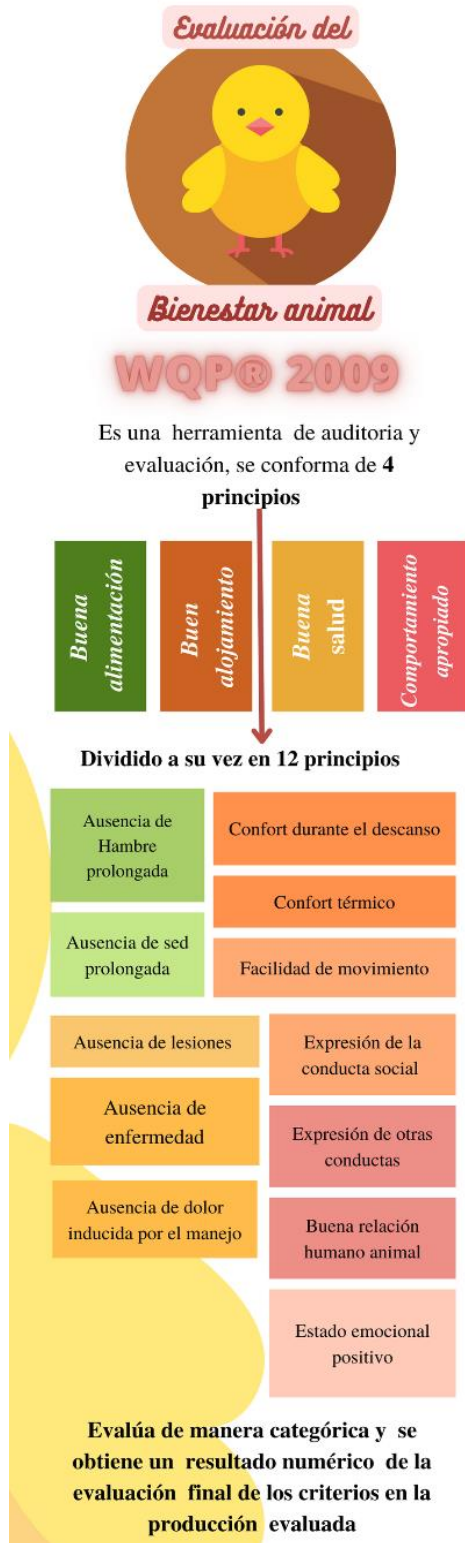 Evaluación del
Bienestar animal
WQP® 2009
Es una herramienta de auditoria y
evaluación, se conforma de 4
principios
Buena
alimentación
Buen
alojamiento
Buena
salud
Comportamiento
apropiado
Dividido a su vez en 12 principios
Ausencia de
Hambre
prolongada
Ausencia de sed
prolongada
Confort durante el descanso
Confort térmico
Facilidad de movimiento
Ausencia de lesiones
Ausencia de
enfermedad
Ausencia de dolor
inducida por el manejo
Expresión de la
conducta social
Expresión de otras
conductas
Buena relación
humano animal
Estado emocional
positivo
Evalúa de manera categórica y se
obtiene un resultado numérico de la
evaluación final de los criterios en la
producción evaluada